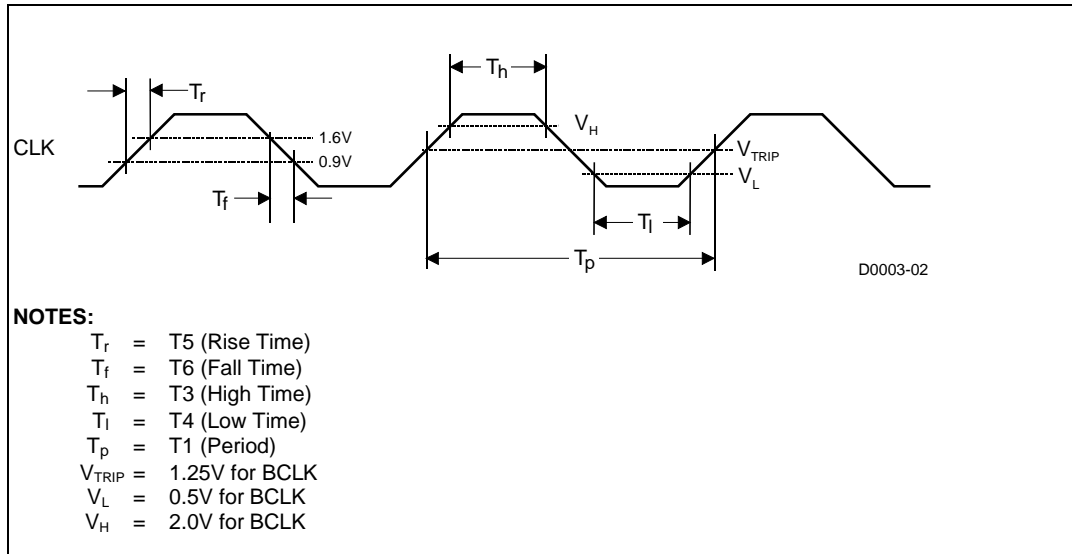 Th
Tr
VH
CLK
1.6V
VTRIP
0.9V
VL
Tf
Tl
Tp
D0003-02
NOTES:
Tr = T5 (Rise Time)
Tf = T6 (Fall Time)
Th = T3 (High Time)
Tl = T4 (Low Time)
Tp = T1 (Period)
VTRIP = 1.25V for BCLK
VL = 0.5V for BCLK
VH = 2.0V for BCLK